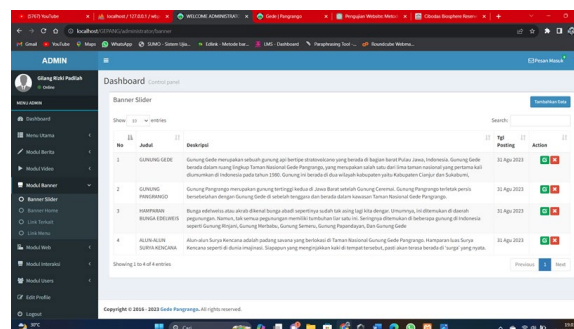 (5767) YouTube
localhost / 127.0.0.1 / wbp
WELCOME ADMINISTRATO
Gede | Pangrango
Pengujian Website: Metod
Cibodas Biosphere Reserve
localhost/GEPANG/administrator/banner
Gmail YouTube Maps WhatsApp Edlink - Metode bar... LMS - Dashboard Paraphrasing Tool -... Roundcube Webma...
ADMIN
Pesan Masuk
Gilang Rizki Padilah
Online
MENU ADMIN
Dashboard
Menu Utama
Modul Berita
Modul Video
Modul Banner
Banner Slider
Banner Home
Link Terkait
Link Menu
Modul Web
Modul Interaksi
Modul Users
Edit Profile
Logout
Dashboard Control panel
Banner Slider
Tambahkan Data
Show 10 entries
Search:
No Judul Deskripsi Tgl Posting Action
1 GUNUNG GEDE Gunung Gede merupakan sebuah gunung api bertipe stratovolcano yang berada di bagian barat Pulau Jawa, Indonesia. Gunung Gede
berada dalam ruang lingkup Taman Nasional Gede Pangrango, yang merupakan salah satu dari lima taman nasional yang pertama kali
diumumkan di Indonesia pada tahun 1980. Gunung ini berada di dua wilayah kabupaten yaitu Kabupaten Cianjur dan Sukabumi, 31 Agu 2023
2 GUNUNG PANGRANGO Gunung Pangrango merupakan gunung tertinggi kedua di Jawa Barat setelah Gunung Ceremai. Gunung Pangrango terletak persis
bersebelahan dengan Gunung Gede di sebelah tenggara dan berada dalam kawasan Taman Nasional Gunung Gede Pangrango. 31 Agu 2023
3 HAMPARAN BUNGA EDELWEIS Bunga edelweiss atau akrab dikenal bunga abadi sepertinya sudah tak asing lagi kita dengar. Umumnya, ini ditemukan di daerah
pegunungan. Namun, tak semua pegunungan memiliki tumbuhan liar satu ini. Seringnya ditemukan di beberapa gunung di Indonesia
seperti Gunung Rinjani, Gunung Merbabu, Gunung Semeru, Gunung Papandayan, Dan Gunung Gede 31 Agu 2023
4 ALUN-ALUN SURYA KENCANA Alun-alun Surya Kencana adalah padang savana yang berlokasi di Taman Nasional Gunung Gede Pangrango. Hamparan luas Surya
Kencana seperti di dunia imajinasi. Siapapun yang menginjakkan kaki di tempat tersebut, pasti akan terasa berada di 'surga' yang nyata. 31 Agu 2023
Showing 1 to 4 of 4 entries
Previous 1 Next
Copyright © 2016 - 2023 Gede Pangrango. All rights reserved.
30°C
Cari